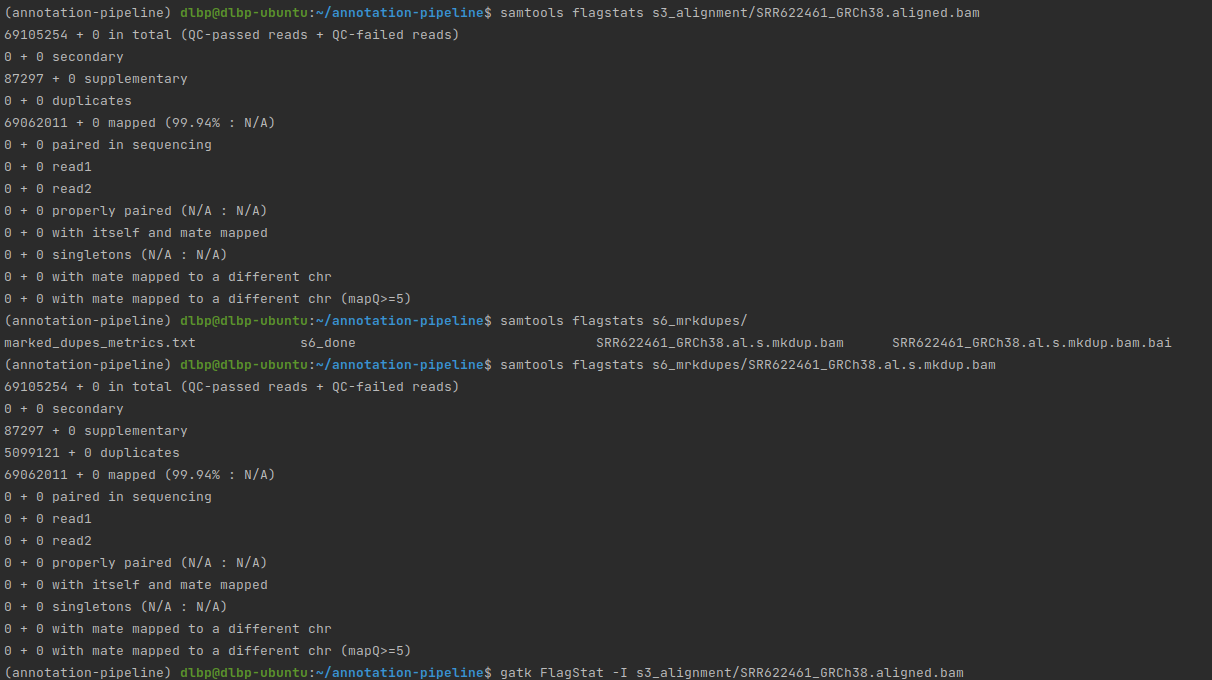 (annotation-pipeline) dlbp@dlbp-ubuntu:~/annotation-pipeline$ samtools flagstats s3_alignment/SRR622461_GRCh38.aligned.bam
69105254 + 0 in total (QC-passed reads + QC-failed reads)
0 + 0 secondary
87297 + 0 supplementary
0 + 0 duplicates
69062011 + 0 mapped (99.94% : N/A)
0 + 0 paired in sequencing
0 + 0 read1
0 + 0 read2
0 + 0 properly paired (N/A : N/A)
0 + 0 with itself and mate mapped
0 + 0 singletons (N/A : N/A)
0 + 0 with mate mapped to a different chr
0 + 0 with mate mapped to a different chr (mapQ>=5)
(annotation-pipeline) dlbp@dlbp-ubuntu:~/annotation-pipeline$ samtools flagstats s6_mrkdupes/
marked_dupes_metrics.txt s6_done SRR622461_GRCh38.al.s.mkdup.bam SRR622461_GRCh38.al.s.mkdup.bam.bai
(annotation-pipeline) dlbp@dlbp-ubuntu:~/annotation-pipeline$ samtools flagstats s6_mrkdupes/SRR622461_GRCh38.al.s.mkdup.bam
69105254 + 0 in total (QC-passed reads + QC-failed reads)
0 + 0 secondary
87297 + 0 supplementary
5099121 + 0 duplicates
69062011 + 0 mapped (99.94% : N/A)
0 + 0 paired in sequencing
0 + 0 read1
0 + 0 read2
0 + 0 properly paired (N/A : N/A)
0 + 0 with itself and mate mapped
0 + 0 singletons (N/A : N/A)
0 + 0 with mate mapped to a different chr
0 + 0 with mate mapped to a different chr (mapQ>=5)
(annotation-pipeline) dlbp@dlbp-ubuntu:~/annotation-pipeline$ gatk FlagStat -I s3_alignment/SRR622461_GRCh38.aligned.bam